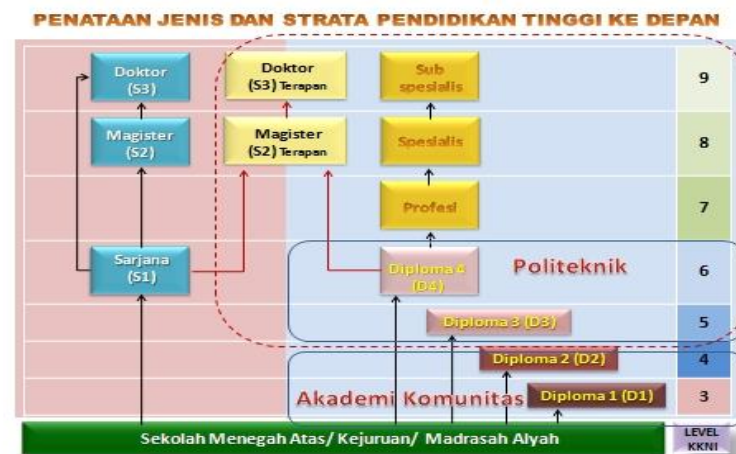 PENATAAN JENIS DAN STRATA PENDIDIKAN TINGGI KE DEPAN
Doktor
(S3)
Doktor
(S3) Terapan
Sub
spesialis
9
Magister
(S2)
Magister
(S2) Terapan
Spesialis
8
Profesi
7
Sarjana
(S1)
Diploma 4
(D4)
Politeknik
6
Diploma 3 (D3)
5
Diploma 2 (D2)
4
Akademi Komunitas
Diploma 1 (D1)
3
Sekolah Menegah Atas/ Kejuruan/ Madrasah Alyah
LEVEL
KKNI